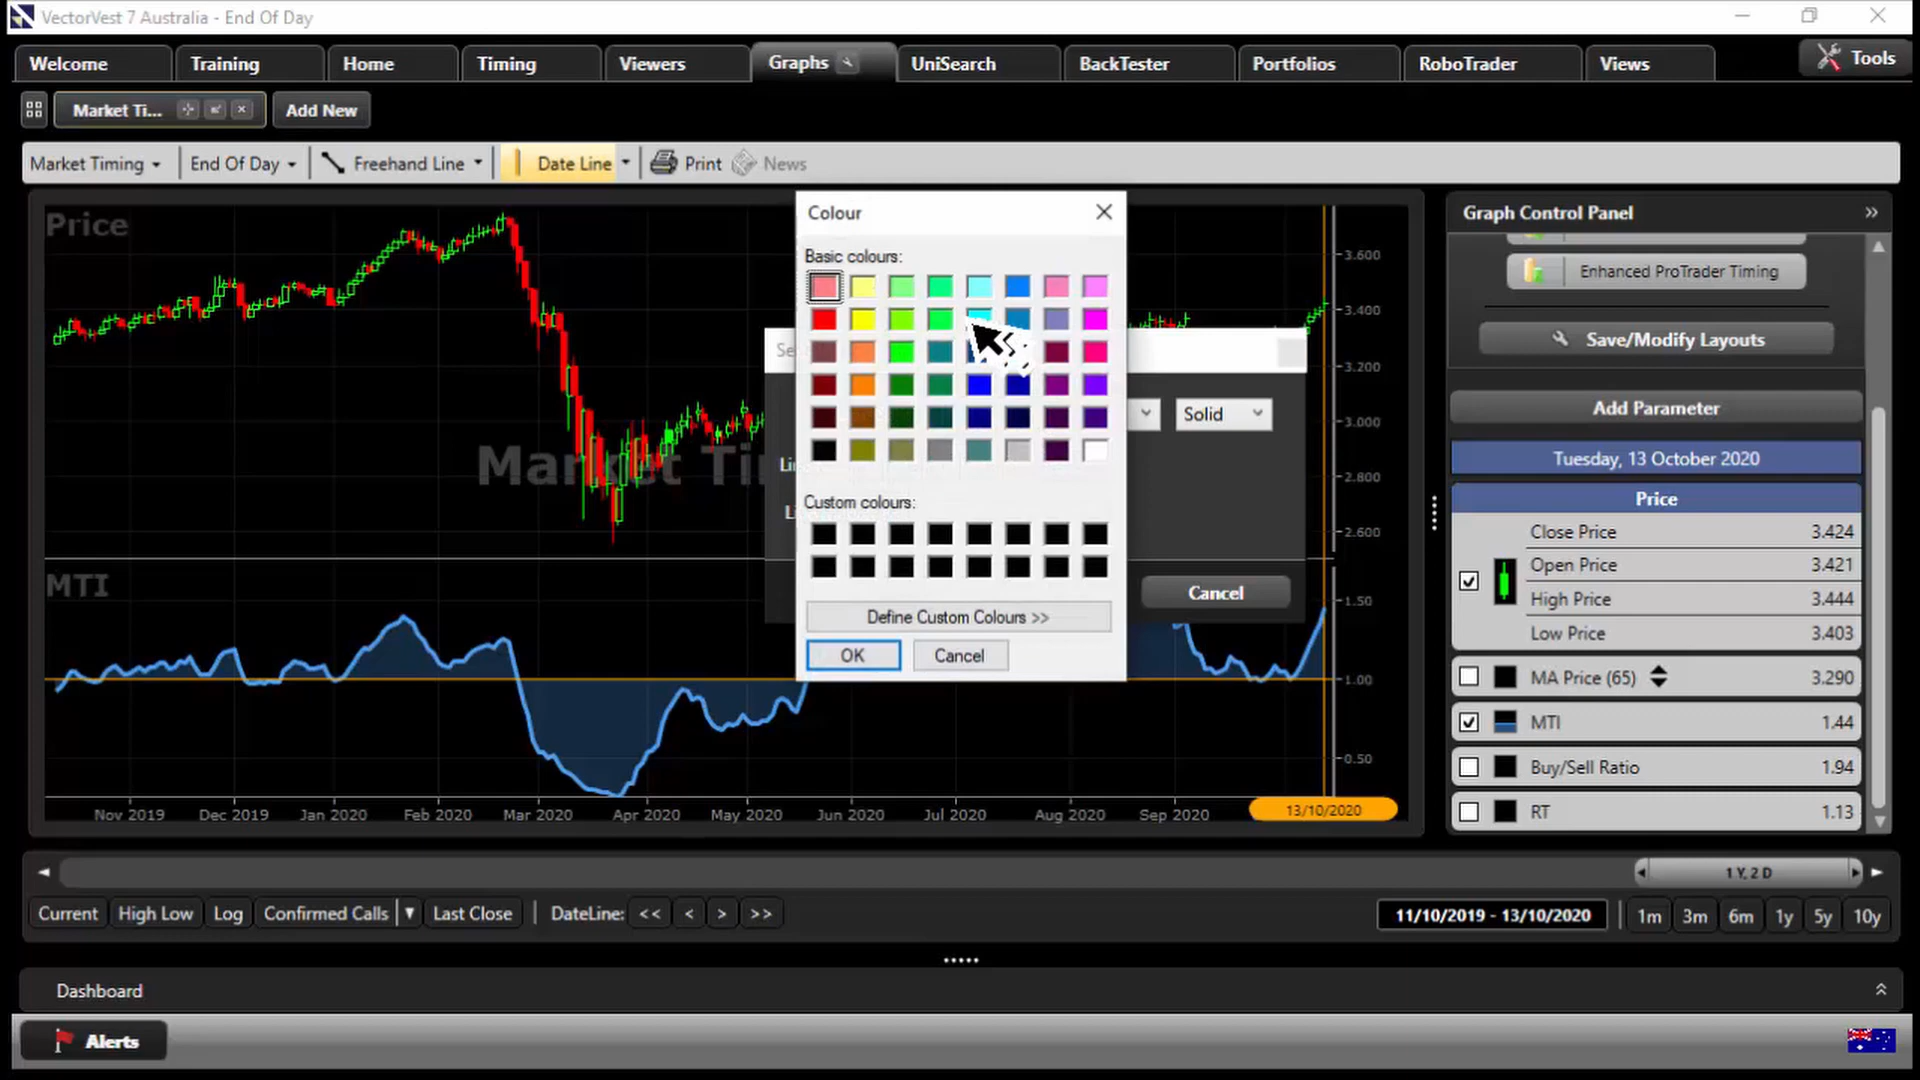 VectorVest 7 Australia - End Of Day
Welcome
Training
Home
Timing
Viewers
Graphs
UniSearch
BackTester
Portfolios
RoboTrader
Views
Tools
Market Ti...
Add New
Market Timing
End Of Day
Freehand Line
Date Line
Print
News
Price
Market Ti
MTI
3.600
3.400
3.200
3.000
2.800
2.600
1.50
1.00
0.50
Nov 2019
Dec 2019
Jan 2020
Feb 2020
Mar 2020
Apr 2020
May 2020
Jun 2020
Jul 2020
Aug 2020
Sep 2020
13/10/2020
Colour
Basic colours:
Custom colours:
Define Custom Colours >>
OK
Cancel
Solid
Cancel
Graph Control Panel
Enhanced ProTrader Timing
Save/Modify Layouts
Add Parameter
Tuesday, 13 October 2020
Price
Close Price 3.424
Open Price 3.421
High Price 3.444
Low Price 3.403
MA Price (65) 3.290
MTI 1.44
Buy/Sell Ratio 1.94
RT 1.13
1 Y, 2 D
Current
High Low
Log
Confirmed Calls
Last Close
DateLine:
<<
<
>
>>
11/10/2019 - 13/10/2020
1m
3m
6m
1y
5y
10y
Dashboard
Alerts